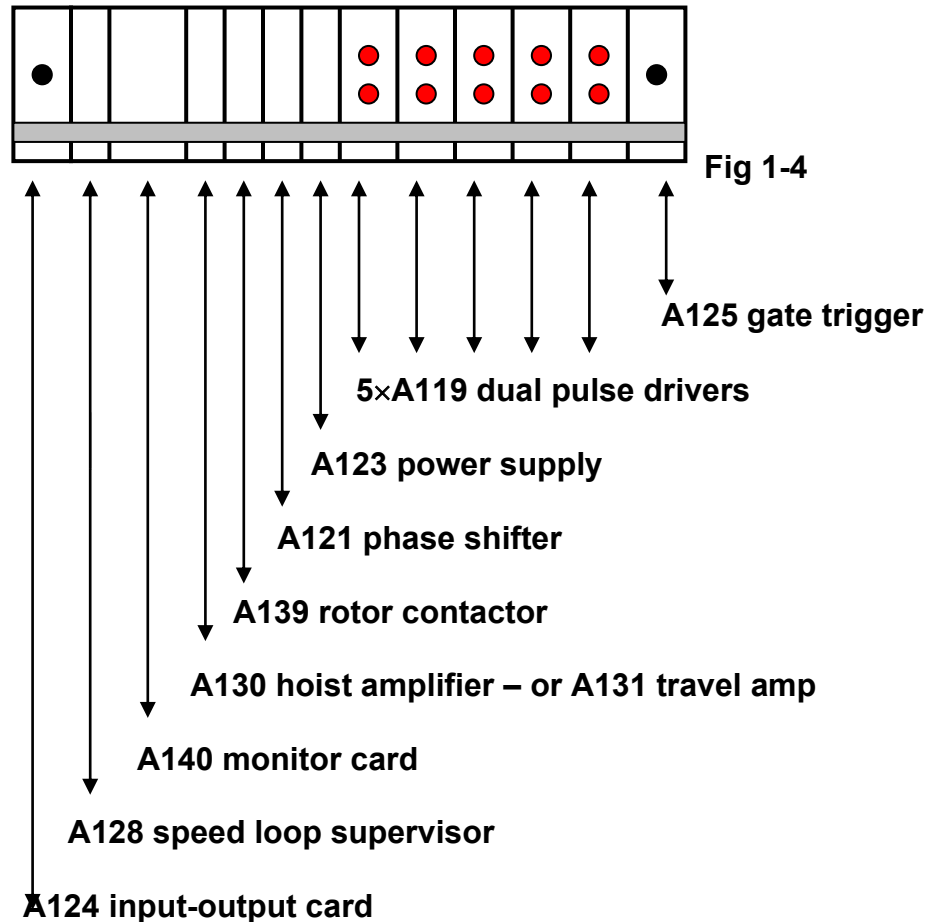 Fig 1-4
A125 gate trigger
5×A119 dual pulse drivers
A123 power supply
A121 phase shifter
A139 rotor contactor
A130 hoist amplifier – or A131 travel amp
A140 monitor card
A128 speed loop supervisor
A124 input-output card